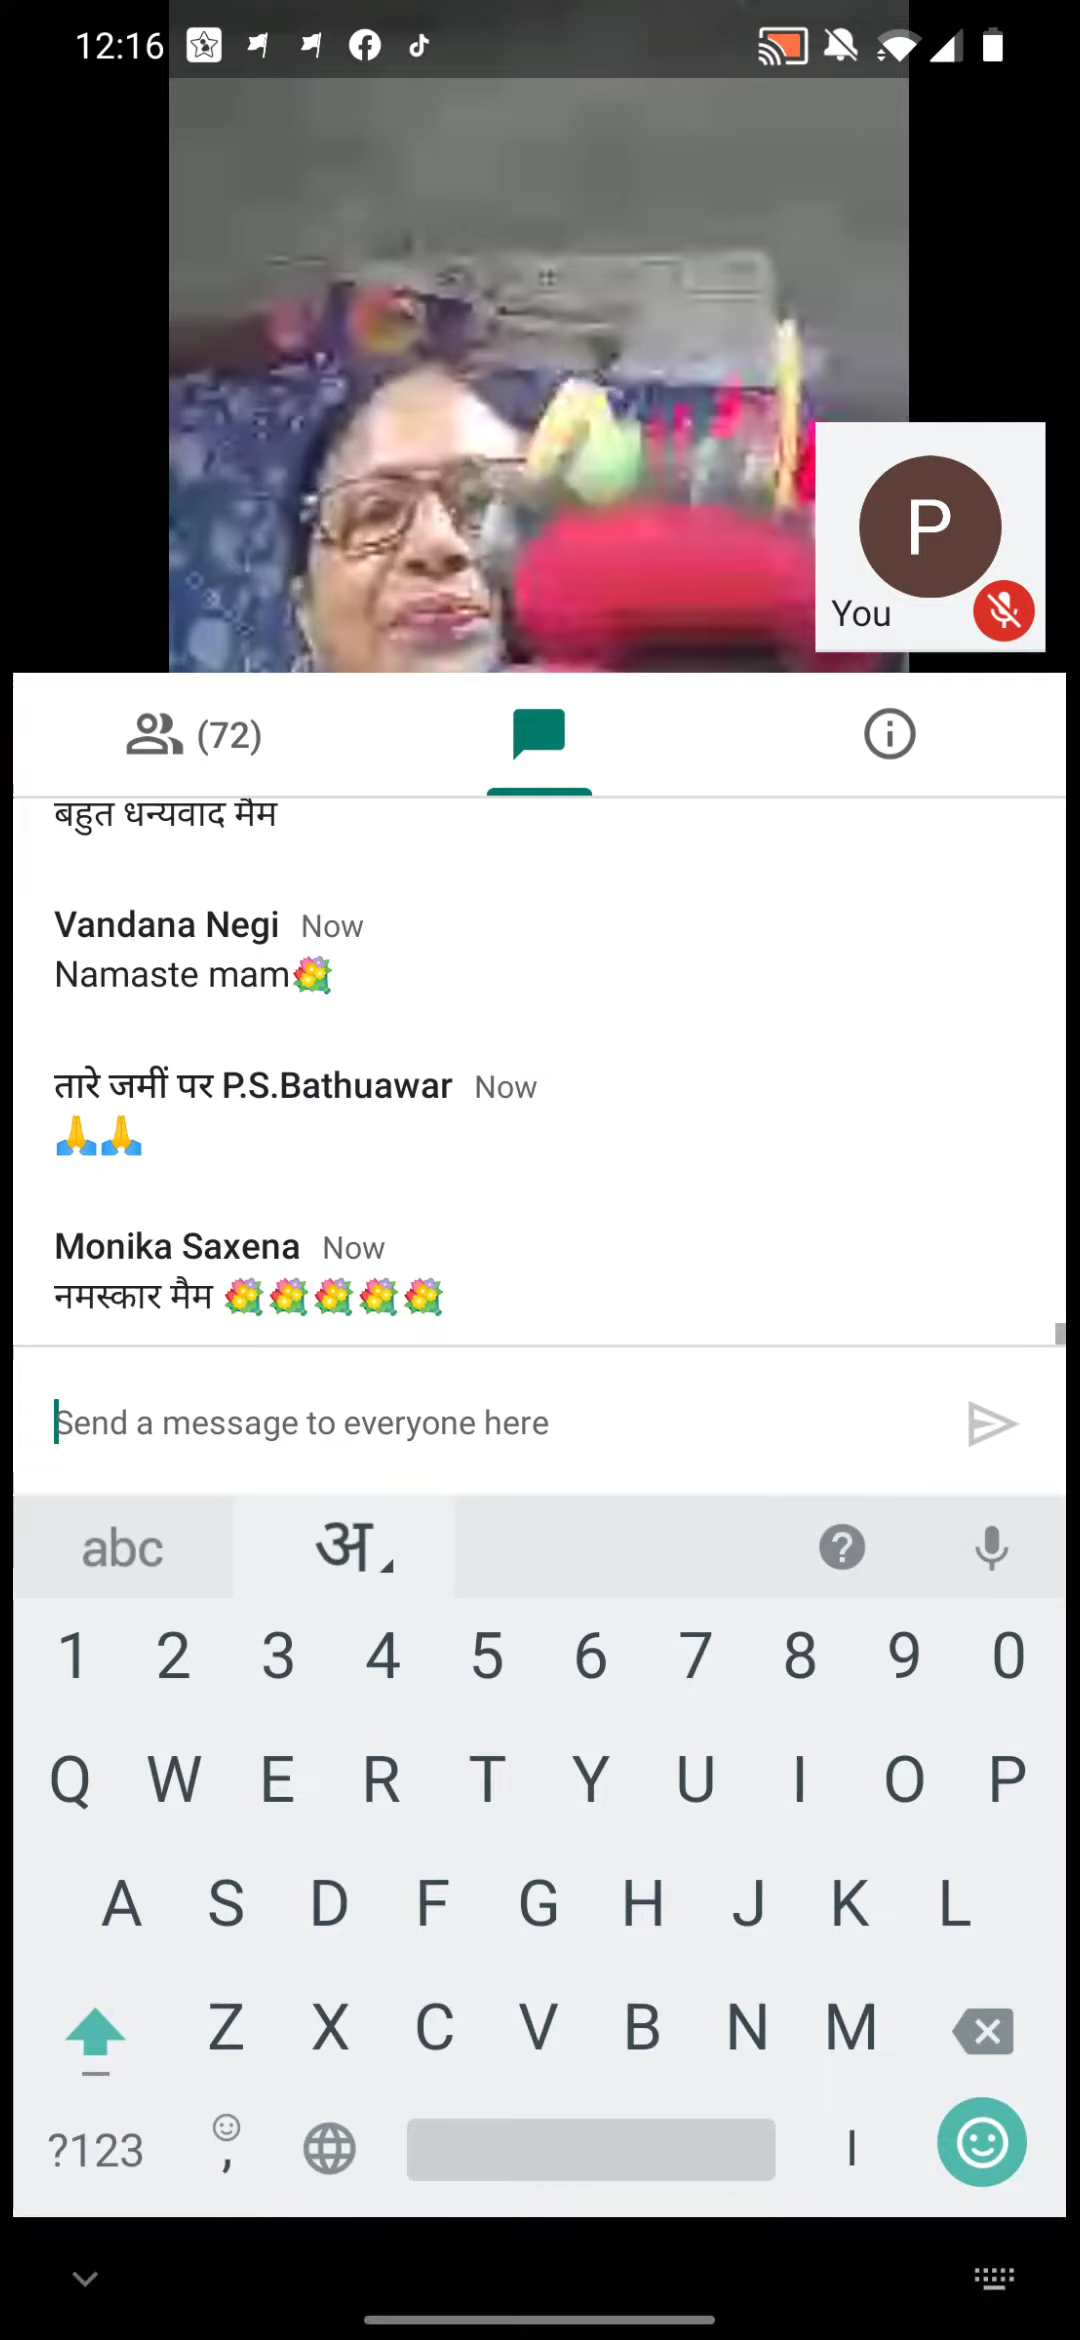 12:16
P
You
(72)
बहुत धन्यवाद मैम
Vandana Negi Now
Namaste mam💐
तारे जमीं पर P.S.Bathuawar Now
🙏🙏
Monika Saxena Now
नमस्कार मैम 💐💐💐💐💐
Send a message to everyone here
abc अ
1 2 3 4 5 6 7 8 9 0
Q W E R T Y U I O P
A S D F G H J K L
Z X C V B N M
?123 , |